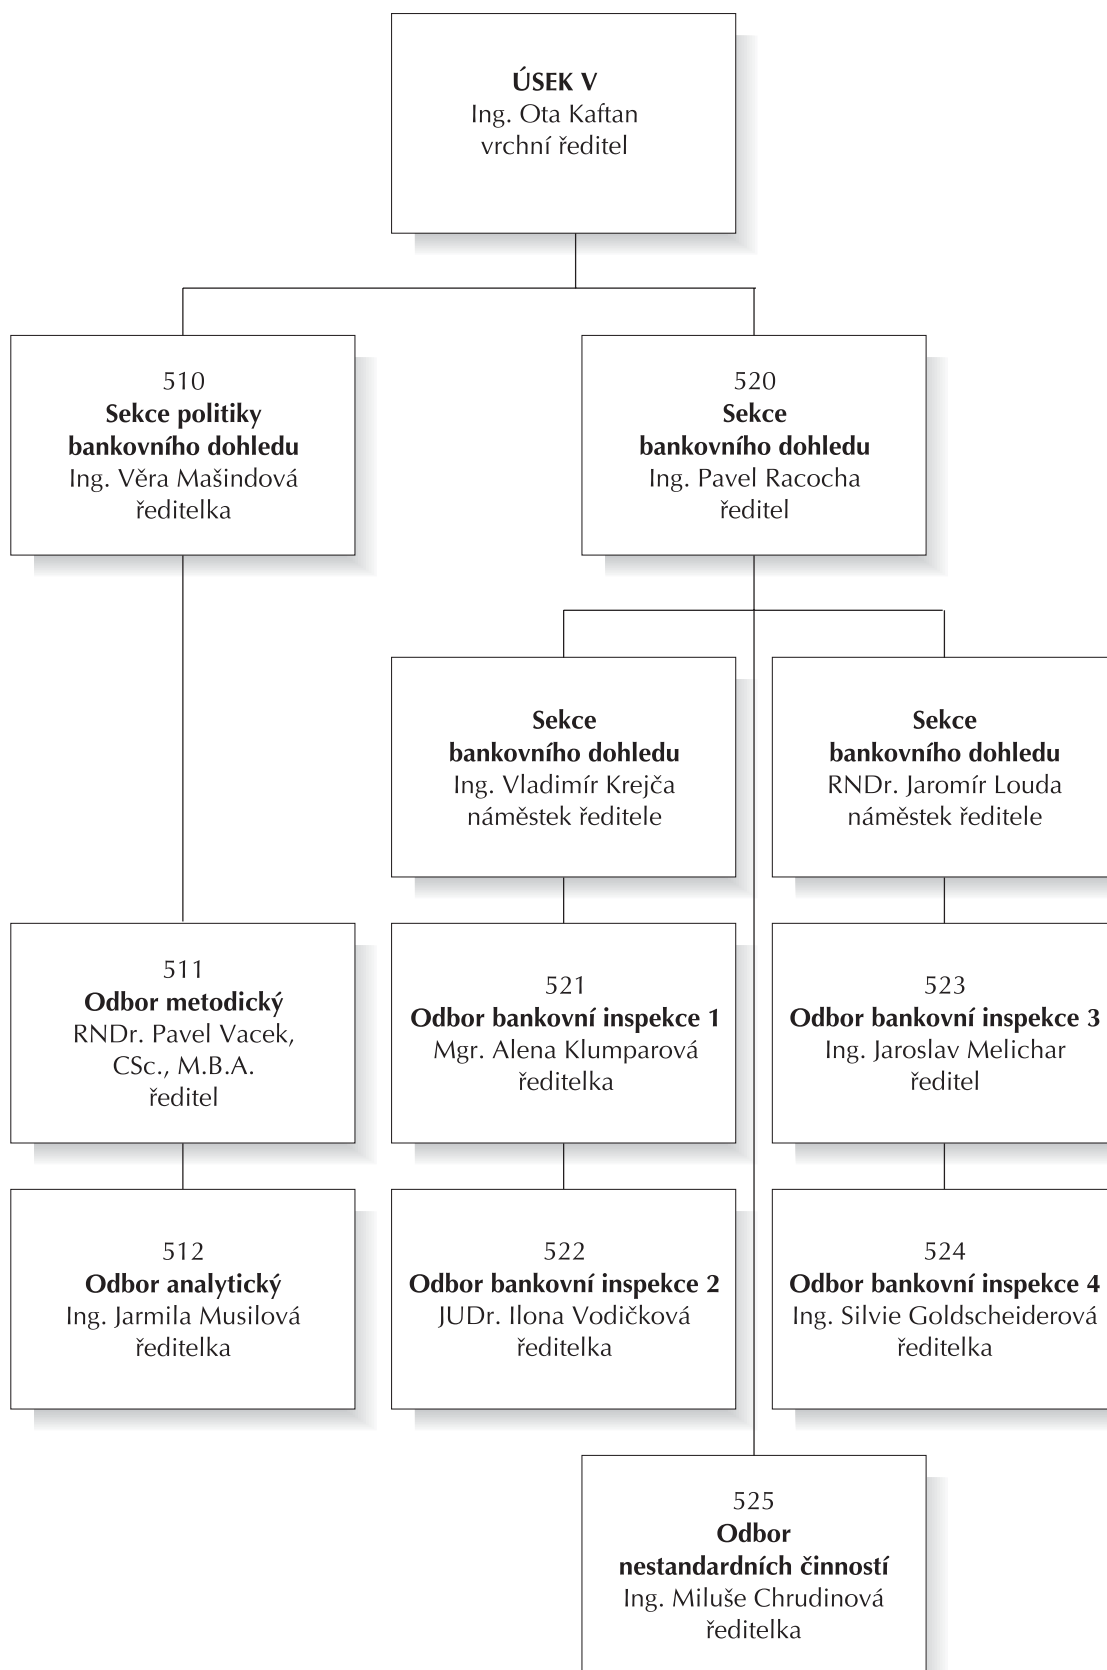 ÚSEK V
Ing. Ota Kaftan
vrchní ředitel
510
Sekce politiky
bankovního dohledu
Ing. Věra Mašindová
ředitelka
520
Sekce
bankovního dohledu
Ing. Pavel Racocha
ředitel
Sekce
bankovního dohledu
Ing. Vladimír Krejča
náměstek ředitele
Sekce
bankovního dohledu
RNDr. Jaromír Louda
náměstek ředitele
511
Odbor metodický
RNDr. Pavel Vacek,
CSc., M.B.A.
ředitel
521
Odbor bankovní inspekce 1
Mgr. Alena Klumparová
ředitelka
523
Odbor bankovní inspekce 3
Ing. Jaroslav Melichar
ředitel
512
Odbor analytický
Ing. Jarmila Musilová
ředitelka
522
Odbor bankovní inspekce 2
JUDr. Ilona Vodičková
ředitelka
524
Odbor bankovní inspekce 4
Ing. Silvie Goldscheiderová
ředitelka
525
Odbor
nestandardních činností
Ing. Miluše Chrudinová
ředitelka